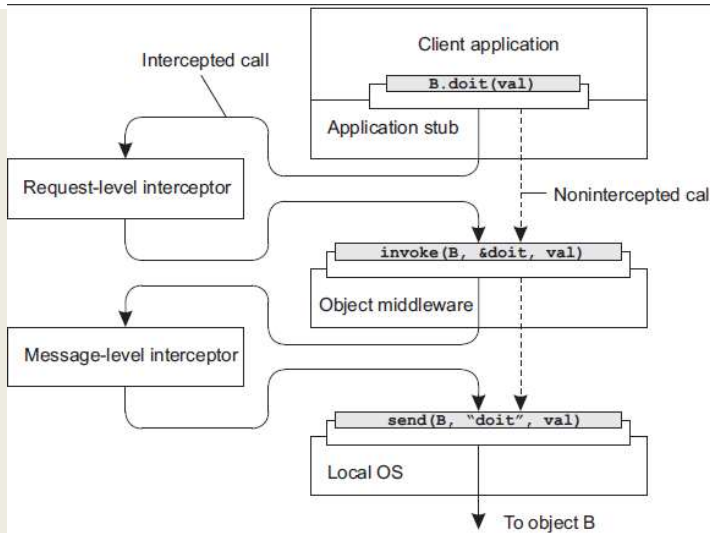 Client application
Intercepted call
B.doit(val)
Application stub
Request-level interceptor
Nonintercepted cal
invoke(B, &doit, val)
Object middleware
Message-level interceptor
send(B, “doit”, val)
Local OS
To object B